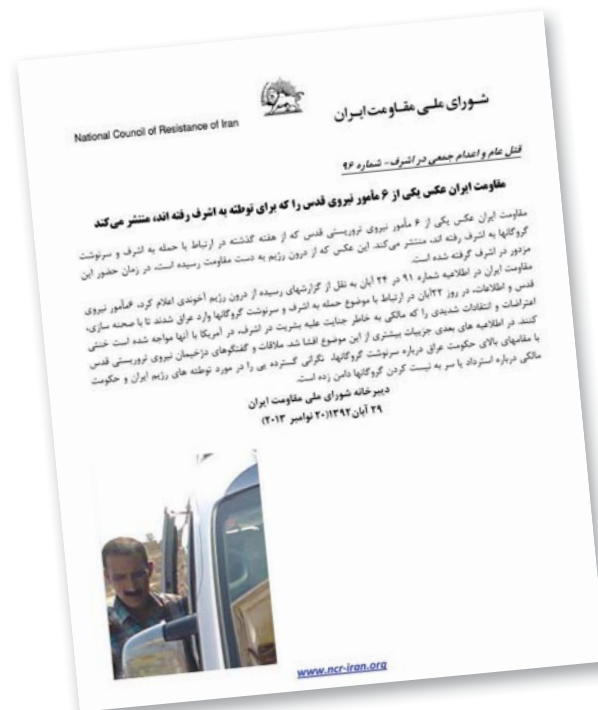 National Council of Resistance of Iran
شـورای ملـی مقـاومت ایـران
قتل عام و اعدام جمعی در اشرف- شماره ۹۶
مقاومت ایران عکس یکی از ۶ مأمور نیروی قدس را که برای توطئه به اشرف رفته اند، منتشر می‌کند
مقاومت ایران عکس یکی از ۶ مأمور نیروی تروریستی قدس که از هفته گذشته در ارتباط با حمله به اشرف و سرنوشت
گروگانها به اشرف رفته اند، منتشر می‌کند. این عکس که از درون رژیم به دست مقاومت رسیده است، در زمان حضور این
مزدور در اشرف گرفته شده است.
مقاومت ایران در اطلاعیه شماره ۹۱ در ۲۴ آبان به نقل از گزارشهای رسیده از درون رژیم آخوندی اعلام کرد، ۶مأمور نیروی
قدس و اطلاعات، در روز ۲۲آبان در ارتباط با موضوع حمله به اشرف و سرنوشت گروگانها وارد عراق شدند تا با صحنه سازی،
اعتراضات و انتقادات شدیدی را که مالکی به خاطر جنایت علیه بشریت در اشرف، در آمریکا با آنها مواجه شده است خنثی
کنند. در اطلاعیه های بعدی جزییات بیشتری از این موضوع افشا شد. ملاقات و گفتگوهای دژخیمان نیروی تروریستی قدس
با مقامهای بالای حکومت عراق درباره سرنوشت گروگانها، نگرانی گسترده یی را در مورد توطئه های رژیم ایران و حکومت
مالکی درباره استرداد یا سر به نیست کردن گروگانها دامن زده است.
دبیرخانه شورای ملی مقاومت ایران
۲۹ آبان ۱۳۹۲(۲۰ نوامبر ۲۰۱۳)
www.ncr-iran.org